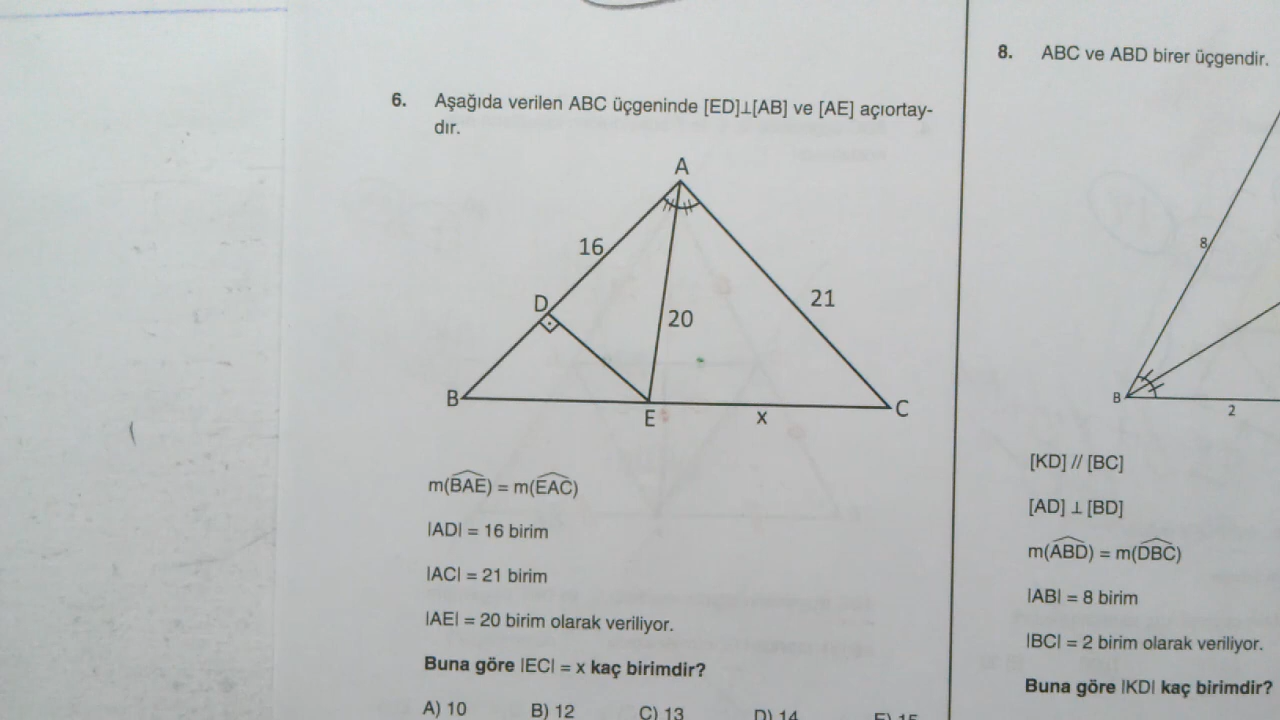 6. Aşağıda verilen ABC üçgeninde [ED]⊥[AB] ve [AE] açıortay-
dır.
A
16
D
20
21
B
E
x
C
m(BAE) = m(EAC)
|AD| = 16 birim
|AC| = 21 birim
|AE| = 20 birim olarak veriliyor.
Buna göre |EC| = x kaç birimdir?
A) 10 B) 12 C) 13 D) 14 E) 15
8. ABC ve ABD birer üçgendir.
8
B
2
[KD] // [BC]
[AD] ⊥ [BD]
m(ABD) = m(DBC)
|AB| = 8 birim
|BC| = 2 birim olarak veriliyor.
Buna göre |KD| kaç birimdir?